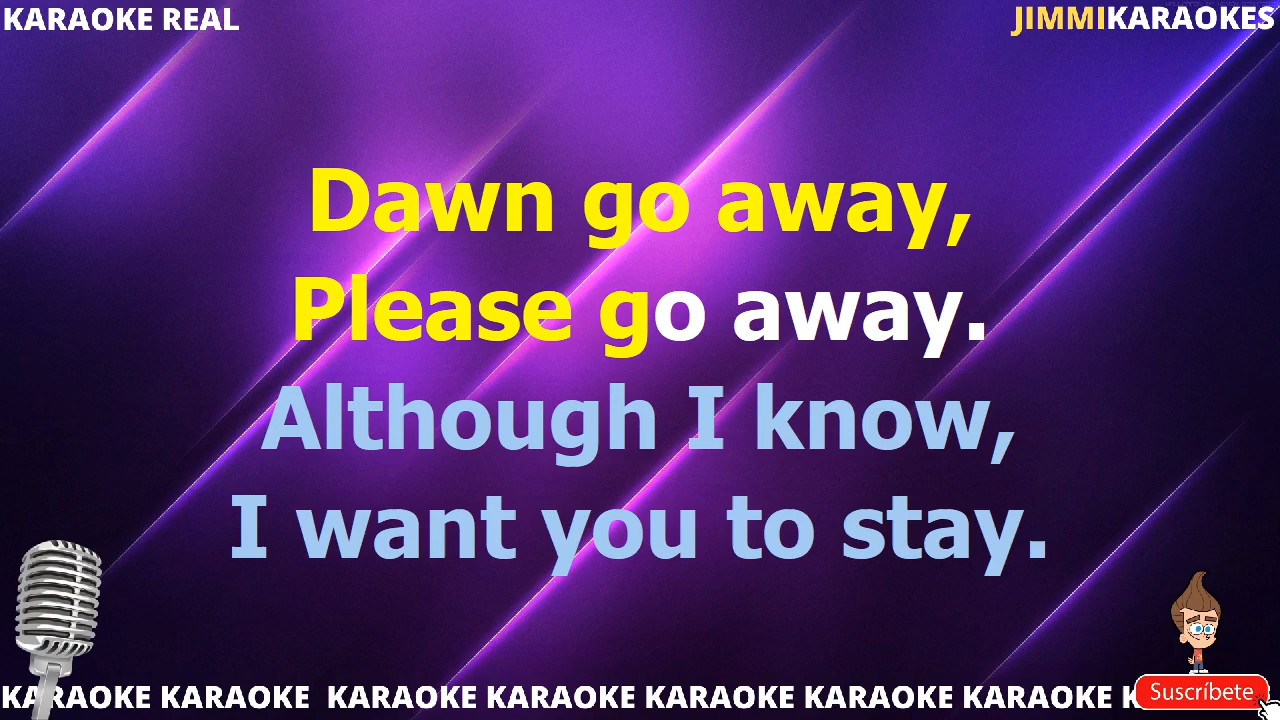 KARAOKE REAL
JIMMIKARAOKES
Dawn go away,
Please go away.
Although I know,
I want you to stay.
KARAOKE KARAOKE KARAOKE KARAOKE KARAOKE KARAOKE KARAOKE
Suscríbete